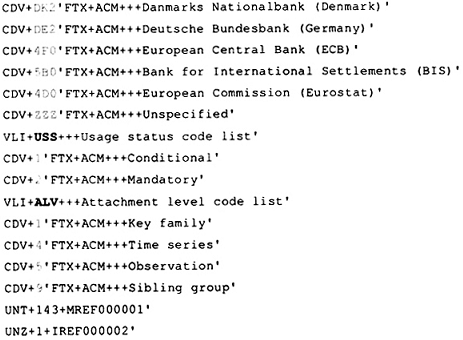 CDV+DK2'FTX+ACM+++Danmarks Nationalbank (Denmark)'
CDV+DE2'FTX+ACM+++Deutsche Bundesbank (Germany)'
CDV+4F0'FTX+ACM+++European Central Bank (ECB)'
CDV+5B0'FTX+ACM+++Bank for International Settlements (BIS)'
CDV+4D0'FTX+ACM+++European Commission (Eurostat)'
CDV+ZZZ'FTX+ACM+++Unspecified'
VLI+USS+++Usage status code list'
CDV+1'FTX+ACM+++Conditional'
CDV+2'FTX+ACM+++Mandatory'
VLI+ALV+++Attachment level code list'
CDV+1'FTX+ACM+++Key family'
CDV+4'FTX+ACM+++Time series'
CDV+5'FTX+ACM+++Observation'
CDV+9'FTX+ACM+++Sibling group'
UNT+143+MREF000001'
UNZ+1+IREF000002'